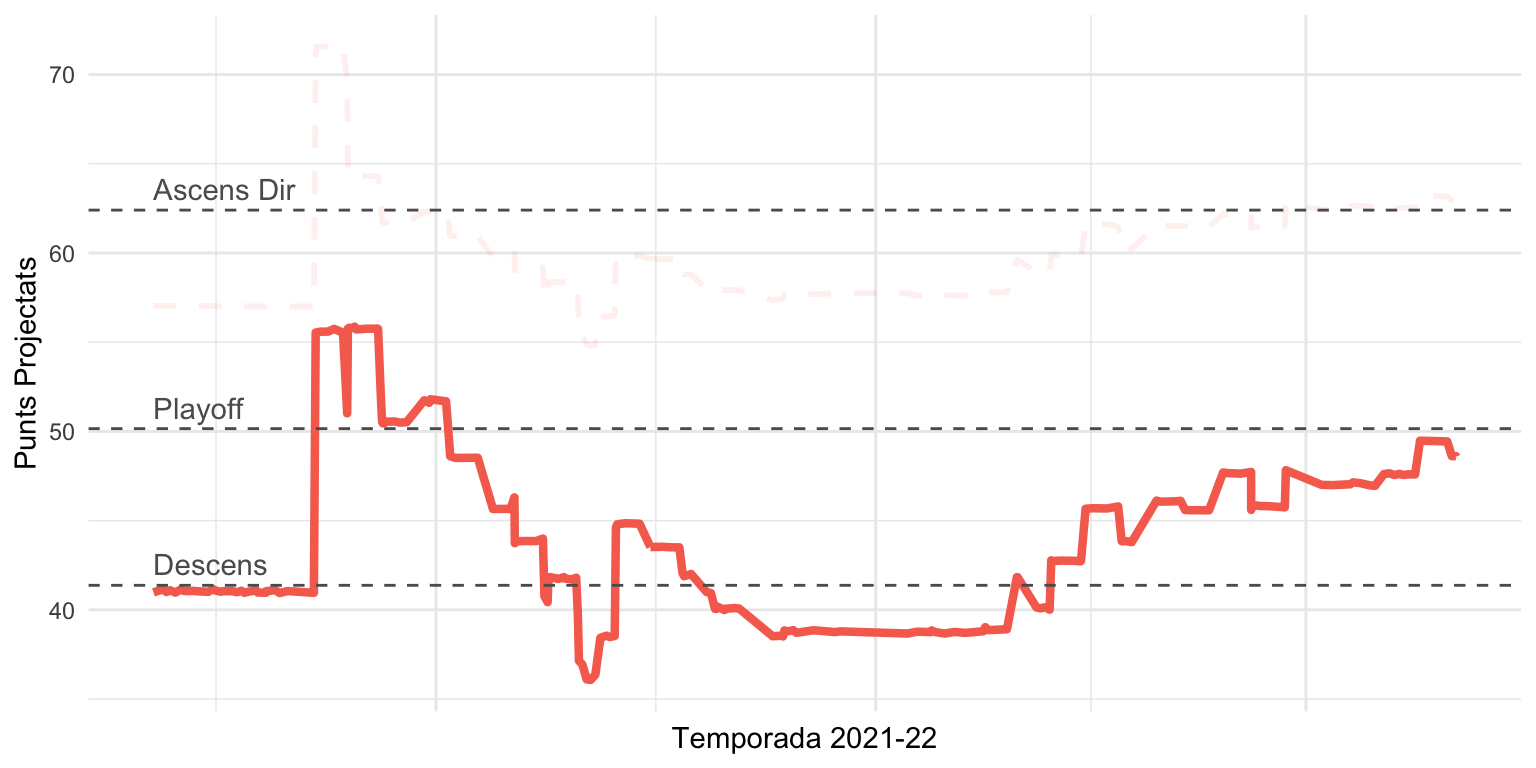 70
Ascens Dir
60
Playoff
50
Descens
40
Punts Projectats
Temporada 2021-22